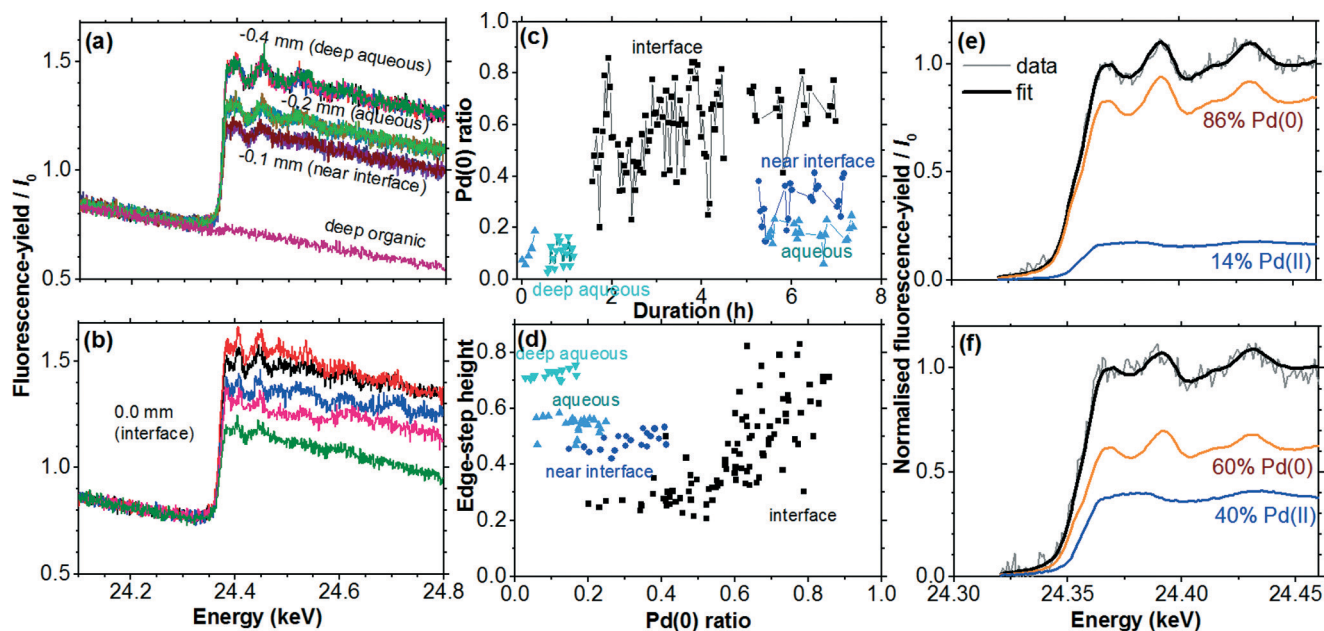 (a)
-0.4 mm (deep aqueous)
-0.2 mm (aqueous)
-0.1 mm (near interface)
deep organic
1.5
1.0
0.5
Fluorescence-yield / I0
(b)
0.0 mm
(interface)
1.5
1.0
0.5
24.2 24.4 24.6 24.8
Energy (keV)
(c)
interface
near interface
aqueous
deep aqueous
1.0
0.8
0.6
0.4
0.2
0.0
Pd(0) ratio
0 2 4 6 8
Duration (h)
(d)
deep aqueous
aqueous
near interface
interface
0.8
0.6
0.4
0.2
0.0
Edge-step height
0.0 0.2 0.4 0.6 0.8 1.0
Pd(0) ratio
(e)
data
fit
86% Pd(0)
14% Pd(II)
1.0
0.5
0.0
Normalised fluorescence-yield / I0
(f)
60% Pd(0)
40% Pd(II)
1.0
0.5
0.0
24.30 24.35 24.40 24.45
Energy (keV)